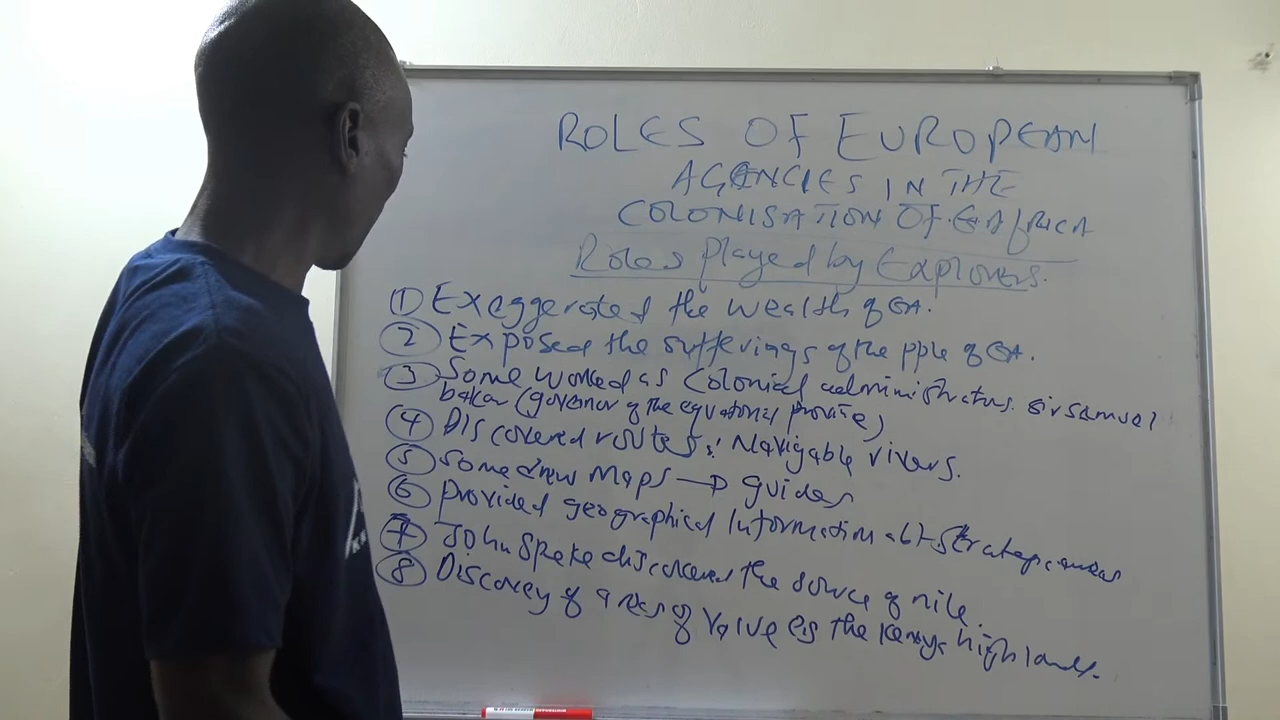 ROLES OF EUROPEAN
AGENCIES IN THE
COLONISATION OF E. AfRICA
Roles played by Explorers.
① Exaggerated the wealth of EA.
② Exposed the sufferings of the pple of EA.
③ Some worked as colonial administrators. Sir Samuel
baker (governor of the equatorial province)
④ Discovered routes: Navigable rivers.
⑤ Some drew maps → guides
⑥ provided geographical information abt strategic areas
⑦ John Speke discovered the source of nile.
⑧ Discovery of areas of value eg the Kenya highlands.